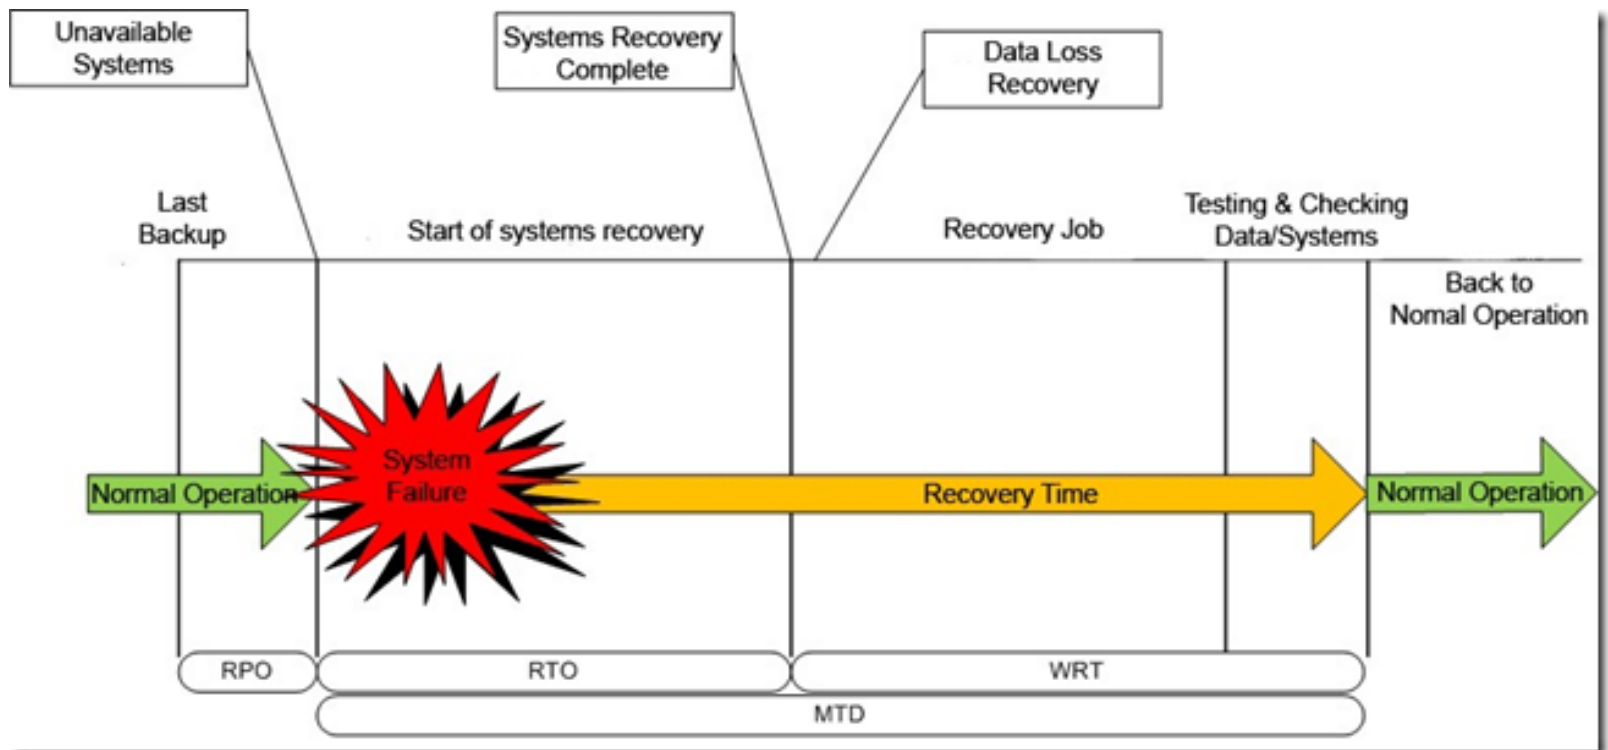 Unavailable
Systems
Systems Recovery
Complete
Data Loss
Recovery
Last
Backup
Start of systems recovery
Recovery Job
Testing & Checking
Data/Systems
Back to
Nomal Operation
System
Failure
Normal Operation
Recovery Time
Normal Operation
RPO
RTO
WRT
MTD